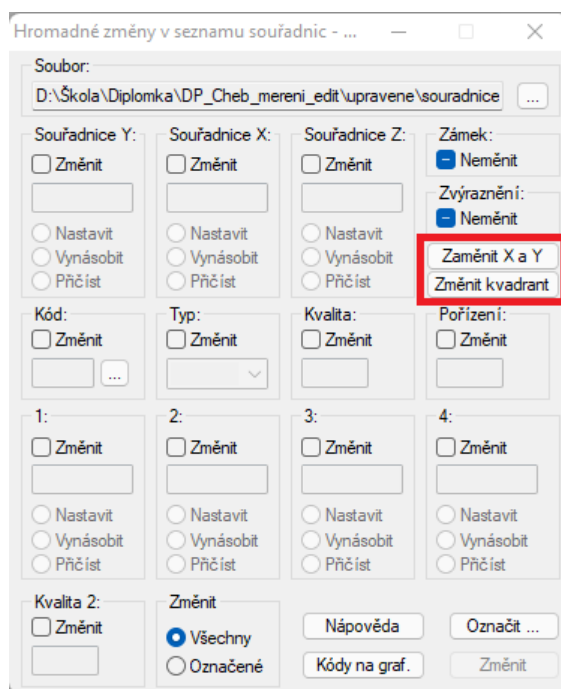 Hromadné změny v seznamu souřadnic - ...
Soubor:
D:\Škola\Diplomka\DP_Cheb_mereni_edit\upravene\souradnice ...
Souřadnice Y: Souřadnice X: Souřadnice Z: Zámek:
Změnit Změnit Změnit Neměnit
Zvýraznění:
Neměnit
Nastavit Nastavit Nastavit
Vynásobit Vynásobit Vynásobit Zaměnit X a Y
Přičíst Přičíst Přičíst Změnit kvadrant
Kód: Typ: Kvalita: Pořízení:
Změnit Změnit Změnit Změnit
...
1: 2: 3: 4:
Změnit Změnit Změnit Změnit
Nastavit Nastavit Nastavit Nastavit
Vynásobit Vynásobit Vynásobit Vynásobit
Přičíst Přičíst Přičíst Přičíst
Kvalita 2: Změnit
Změnit Všechny Nápověda Označit ...
Označené Kódy na graf. Změnit